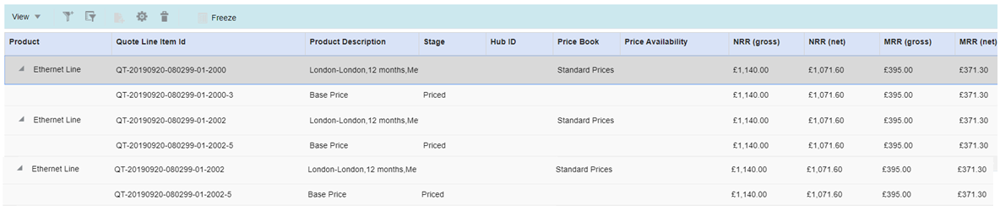 View Freeze
Product Quote Line Item Id Product Description Stage Hub ID Price Book Price Availability NRR (gross) NRR (net) MRR (gross) MRR (net)
Ethernet Line QT-20190920-080299-01-2000 London-London,12 months,Me Standard Prices £1,140.00 £1,071.60 £395.00 £371.30
QT-20190920-080299-01-2000-3 Base Price Priced £1,140.00 £1,071.60 £395.00 £371.30
Ethernet Line QT-20190920-080299-01-2002 London-London,12 months,Me Standard Prices £1,140.00 £1,071.60 £395.00 £371.30
QT-20190920-080299-01-2002-5 Base Price Priced £1,140.00 £1,071.60 £395.00 £371.30
Ethernet Line QT-20190920-080299-01-2002 London-London,12 months,Me Standard Prices £1,140.00 £1,071.60 £395.00 £371.30
QT-20190920-080299-01-2002-5 Base Price Priced £1,140.00 £1,071.60 £395.00 £371.30